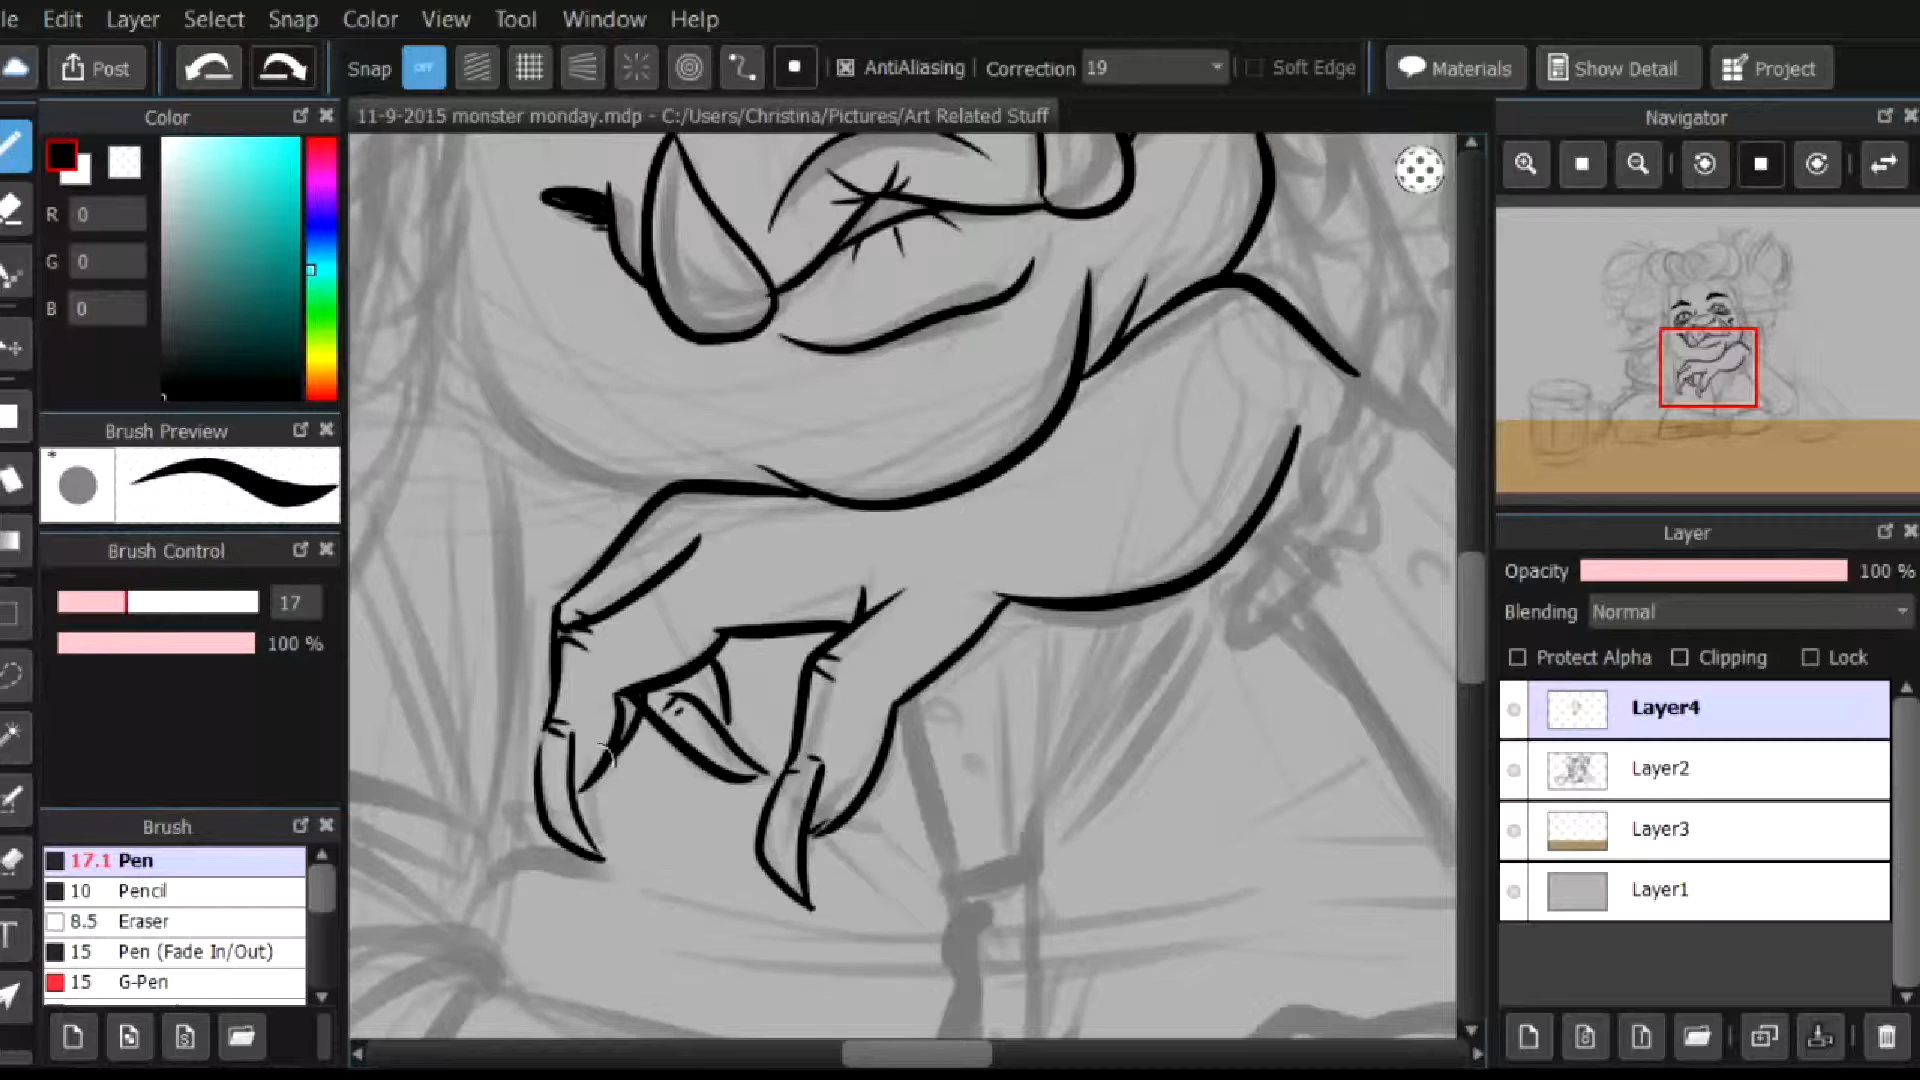 le Edit Layer Select Snap Color View Tool Window Help
Post Snap OFF AntiAliasing Correction 19 Soft Edge Materials Show Detail Project
Color
11-9-2015 monster monday.mdp - C:/Users/Christina/Pictures/Art Related Stuff
Navigator
R 0
G 0
B 0
Brush Preview
*
Brush Control
17
100 %
Brush
17.1 Pen
10 Pencil
8.5 Eraser
15 Pen (Fade In/Out)
15 G-Pen
Layer
Opacity 100 %
Blending Normal
Protect Alpha Clipping Lock
Layer4
Layer2
Layer3
Layer1